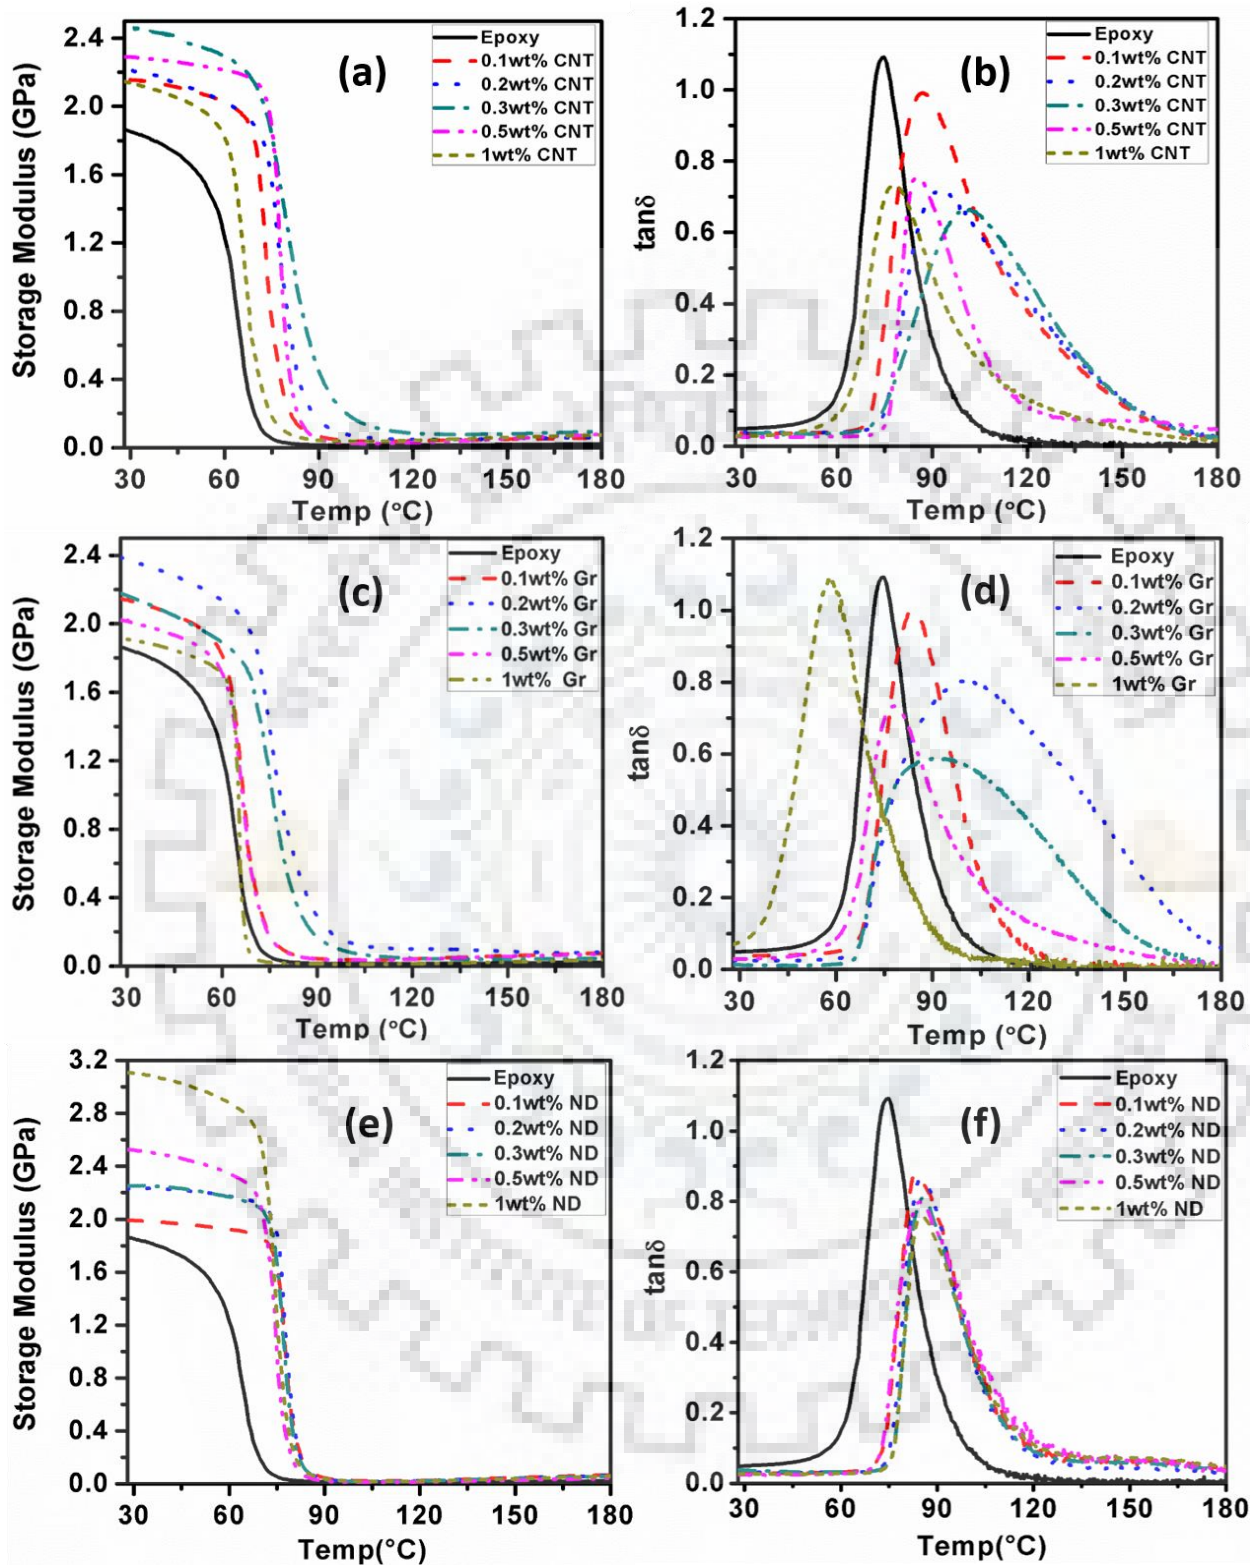 (a)
Storage Modulus (GPa)
2.4
2.0
1.6
1.2
0.8
0.4
0.0
30 60 90 120 150 180
Temp (°C)
Epoxy
0.1wt% CNT
0.2wt% CNT
0.3wt% CNT
0.5wt% CNT
1wt% CNT
(b)
tanδ
1.2
1.0
0.8
0.6
0.4
0.2
0.0
30 60 90 120 150 180
Temp (°C)
Epoxy
0.1wt% CNT
0.2wt% CNT
0.3wt% CNT
0.5wt% CNT
1wt% CNT
(c)
Storage Modulus (GPa)
2.4
2.0
1.6
1.2
0.8
0.4
0.0
30 60 90 120 150 180
Temp (°C)
Epoxy
0.1wt% Gr
0.2wt% Gr
0.3wt% Gr
0.5wt% Gr
1wt% Gr
(d)
tanδ
1.2
1.0
0.8
0.6
0.4
0.2
0.0
30 60 90 120 150 180
Temp (°C)
Epoxy
0.1wt% Gr
0.2wt% Gr
0.3wt% Gr
0.5wt% Gr
1wt% Gr
(e)
Storage Modulus (GPa)
3.2
2.8
2.4
2.0
1.6
1.2
0.8
0.4
0.0
30 60 90 120 150 180
Temp(°C)
Epoxy
0.1wt% ND
0.2wt% ND
0.3wt% ND
0.5wt% ND
1wt% ND
(f)
tanδ
1.2
1.0
0.8
0.6
0.4
0.2
0.0
30 60 90 120 150 180
Temp(°C)
Epoxy
0.1wt% ND
0.2wt% ND
0.3wt% ND
0.5wt% ND
1wt% ND